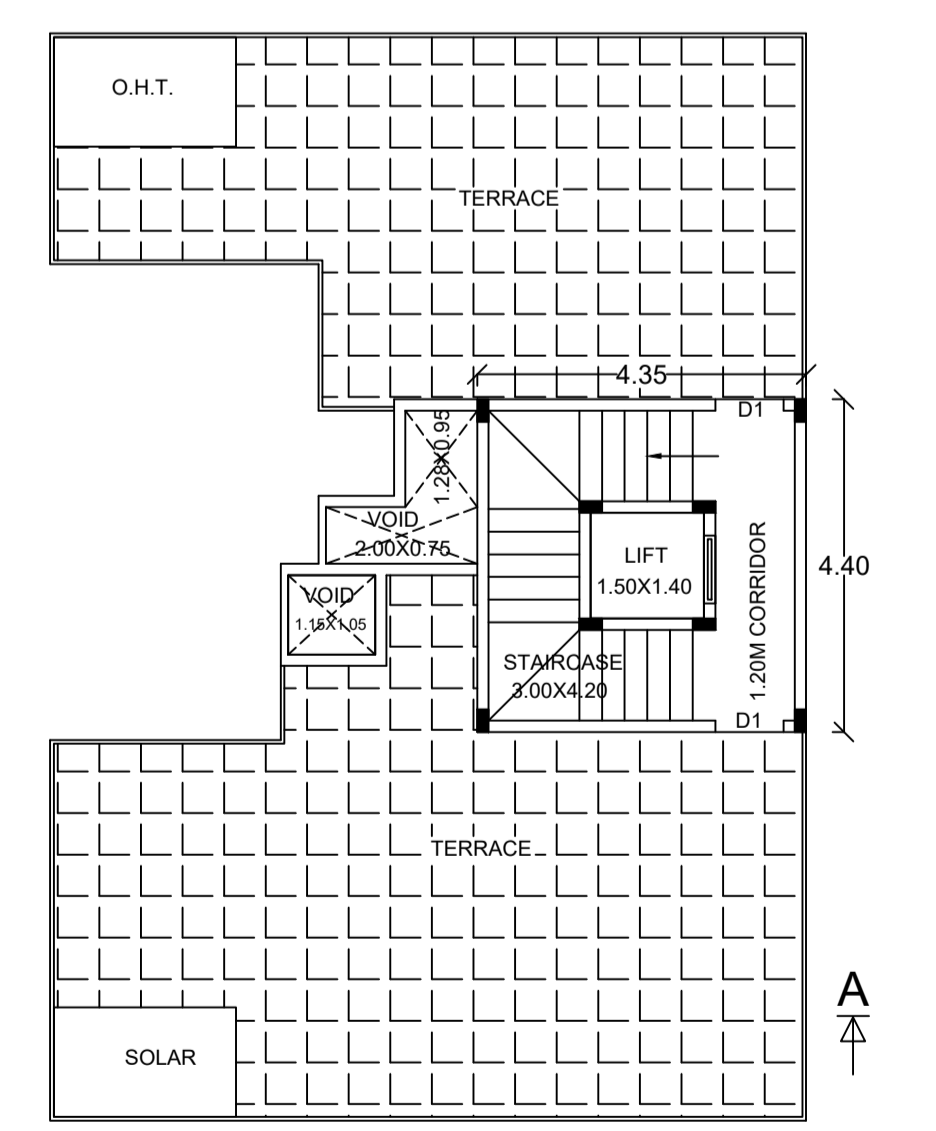 O.H.T.
TERRACE
4.35
D1
1.28X0.95
VOID
2.00X0.75
LIFT
1.50X1.40
1.20M CORRIDOR
4.40
VOID
1.15X1.05
STAIRCASE
3.00X4.20
D1
TERRACE
A
SOLAR